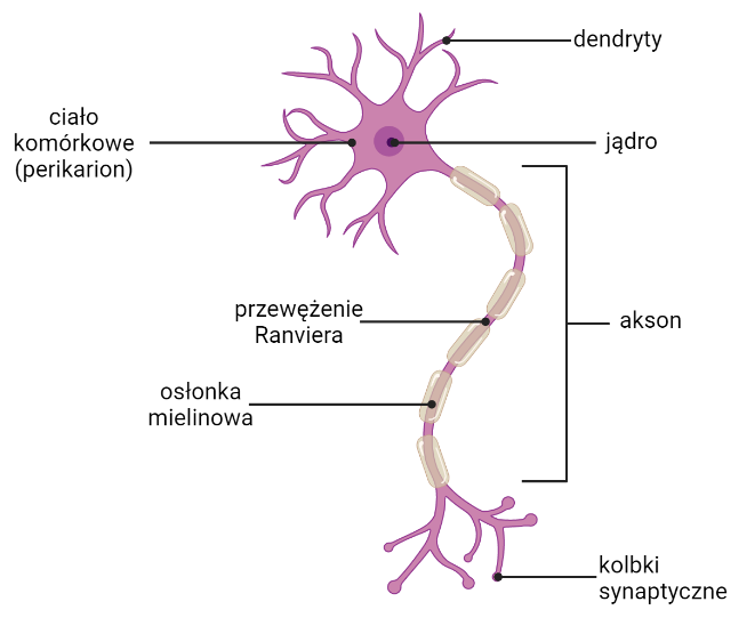 dendryty
ciało
komórkowe
(perikarion)
jądro
przewężenie
Ranviera
akson
osłonka
mielinowa
kolbki
synaptyczne